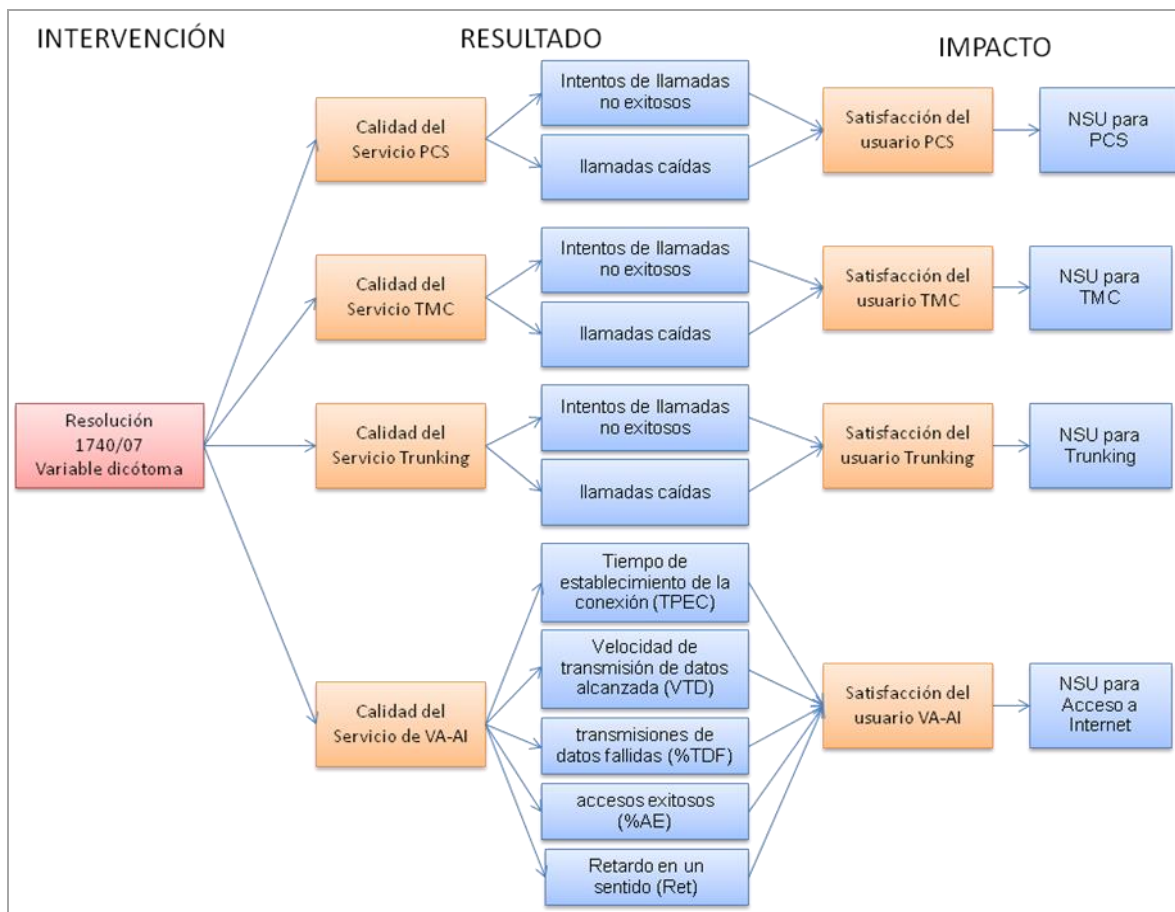 INTERVENCIÓN
RESULTADO
IMPACTO
Calidad del
Servicio PCS
Intentos de llamadas
no exitosos
llamadas caídas
Satisfacción del
usuario PCS
NSU para
PCS
Calidad del
Servicio TMC
Intentos de llamadas
no exitosos
llamadas caídas
Satisfacción del
usuario TMC
NSU para
TMC
Resolución
1740/07
Variable dicótoma
Calidad del
Servicio Trunking
Intentos de llamadas
no exitosos
llamadas caídas
Satisfacción del
usuario Trunking
NSU para
Trunking
Calidad del
Servicio de VA-AI
Tiempo de
establecimiento de la
conexión (TPEC)
Velocidad de
transmisión de datos
alcanzada (VTD)
transmisiones de
datos fallidas (%TDF)
accesos exitosos
(%AE)
Retardo en un
sentido (Ret)
Satisfacción del
usuario VA-AI
NSU para
Acceso a
Internet